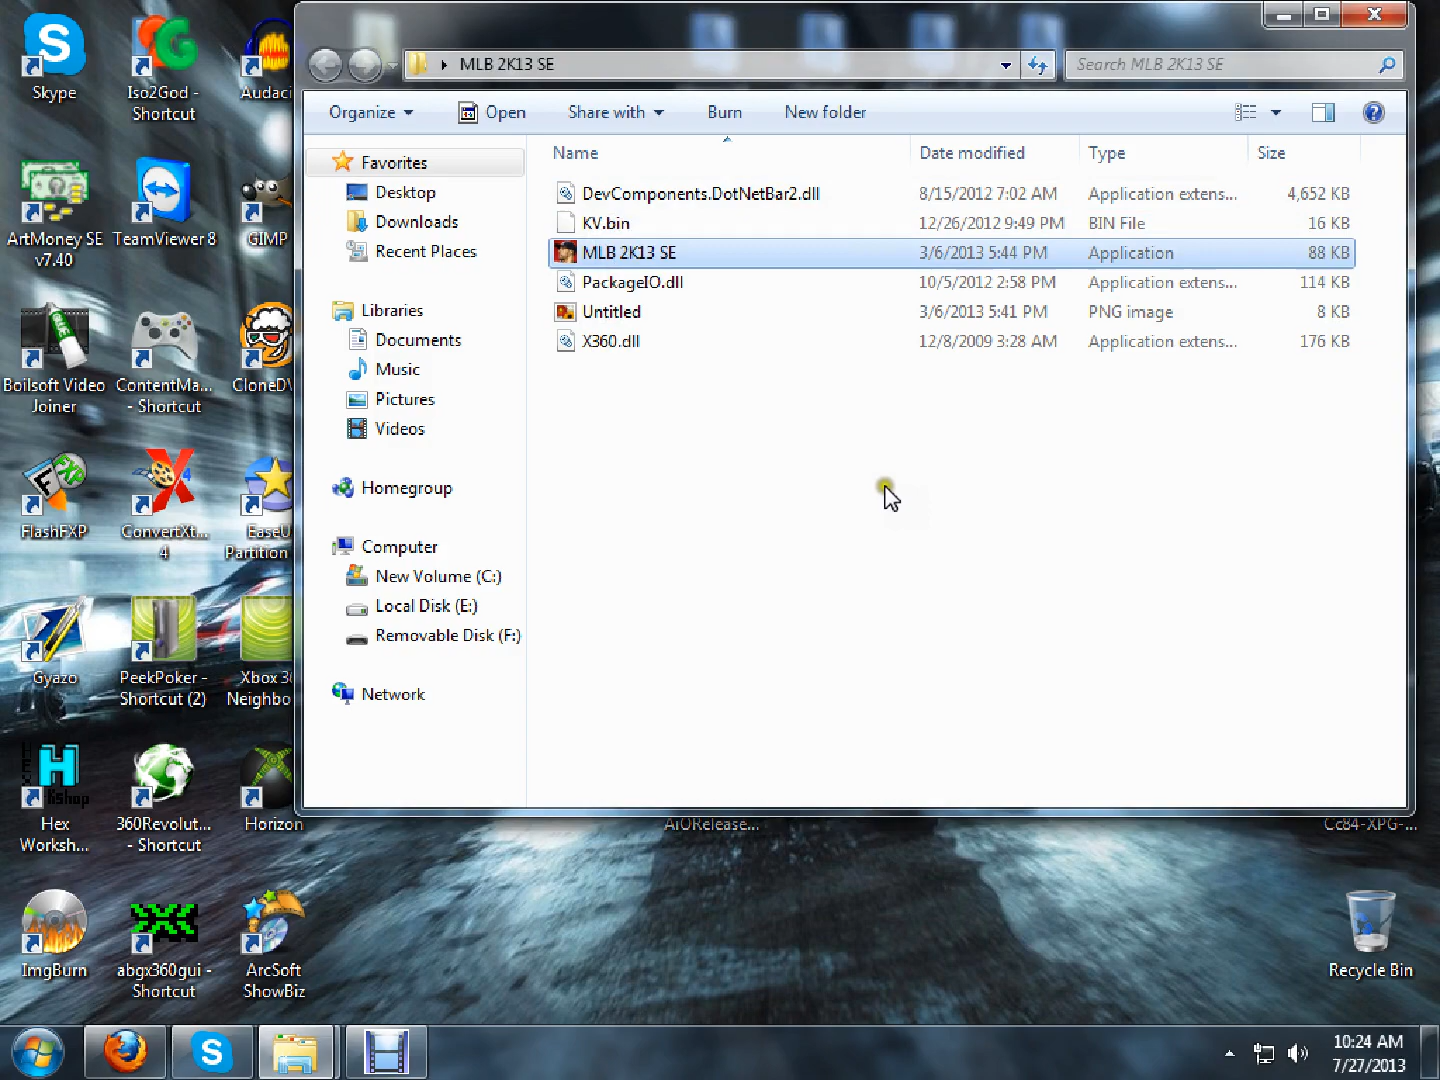 MLB 2K13 SE
Search MLB 2K13 SE
Organize
Open
Share with
Burn
New folder
Name
Date modified
Type
Size
DevComponents.DotNetBar2.dll 8/15/2012 7:02 AM Application extens... 4,652 KB
KV.bin 12/26/2012 9:49 PM BIN File 16 KB
MLB 2K13 SE 3/6/2013 5:44 PM Application 88 KB
PackageIO.dll 10/5/2012 2:58 PM Application extens... 114 KB
Untitled 3/6/2013 5:41 PM PNG image 8 KB
X360.dll 12/8/2009 3:28 AM Application extens... 176 KB
Favorites
Desktop
Downloads
Recent Places
Libraries
Documents
Music
Pictures
Videos
Homegroup
Computer
New Volume (C:)
Local Disk (E:)
Removable Disk (F:)
Network
Skype
Iso2God -
Shortcut
Audaci
ArtMoney SE
v7.40
TeamViewer 8
GIMP
Boilsoft Video
Joiner
ContentMa...
- Shortcut
CloneDV
FlashFXP
ConvertXt...
4
EaseU
Partition
Gyazo
PeekPoker -
Shortcut (2)
Xbox 36
Neighbo
Hex
Worksh...
360Revolut...
- Shortcut
Horizon
ImgBurn
abgx360gui -
Shortcut
ArcSoft
ShowBiz
AiORelease...
Cc84-XPG-...
Recycle Bin
10:24 AM
7/27/2013